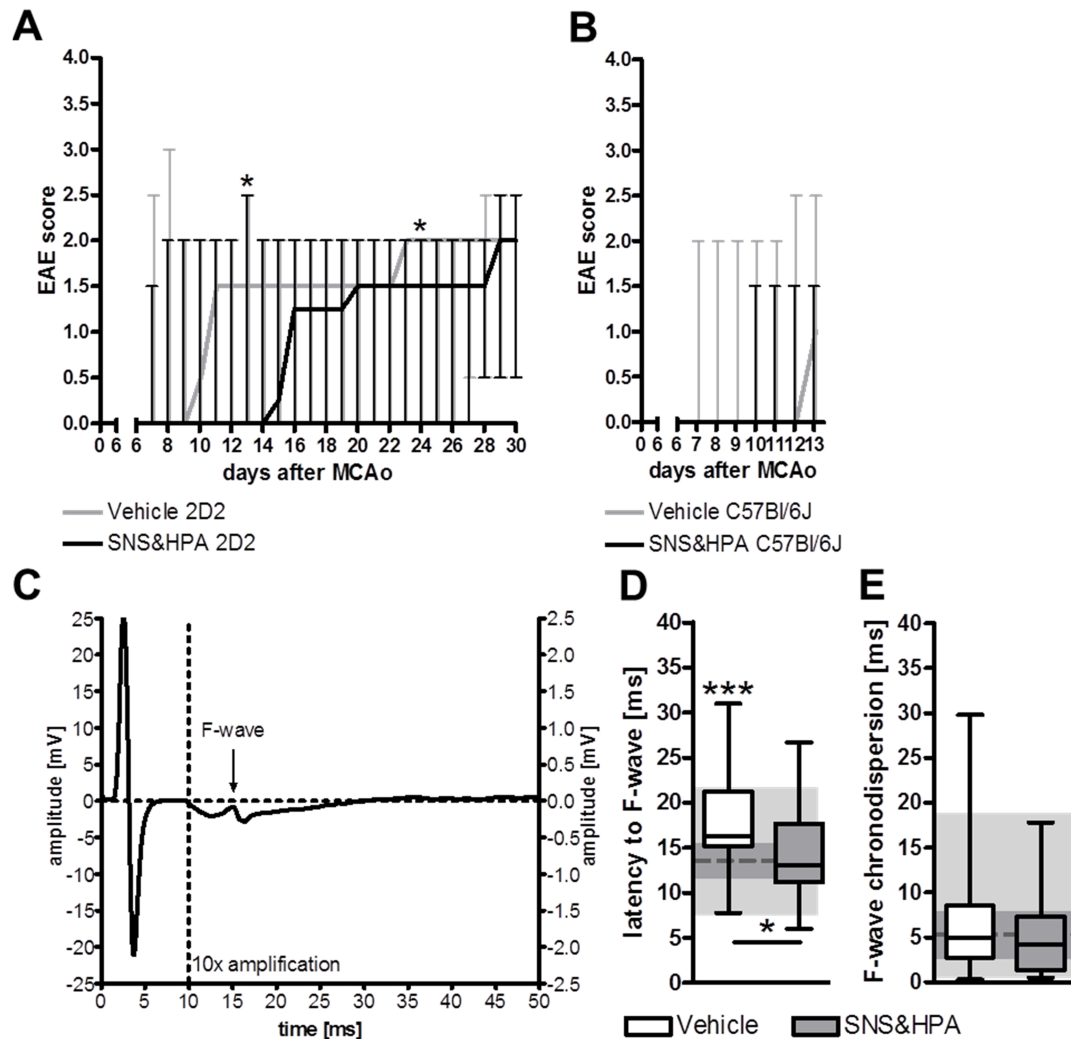 A
EAE score
4.0
3.5
3.0
2.5
2.0
1.5
1.0
0.5
0.0
*
*
0 6 6 8 10 12 14 16 18 20 22 24 26 28 30
days after MCAo
Vehicle 2D2
SNS&HPA 2D2
B
EAE score
4.0
3.5
3.0
2.5
2.0
1.5
1.0
0.5
0.0
0 6 6 7 8 9 10 11 12 13
days after MCAo
Vehicle C57Bl/6J
SNS&HPA C57Bl/6J
C
amplitude [mV]
25
20
15
10
5
0
-5
-10
-15
-20
-25
F-wave
10x amplification
2.5
2.0
1.5
1.0
0.5
0.0
-0.5
-1.0
-1.5
-2.0
-2.5
amplitude [mV]
0 5 10 15 20 25 30 35 40 45 50
time [ms]
D
latency to F-wave [ms]
40
35
30
25
20
15
10
5
0
***
*
E
F-wave chronodispersion [ms]
40
35
30
25
20
15
10
5
0
Vehicle
SNS&HPA